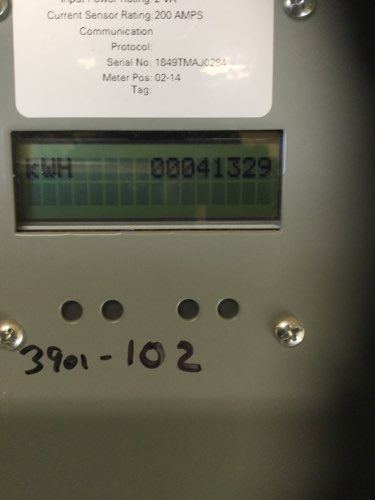 Input Power Rating: 2 VA
Current Sensor Rating: 200 AMPS
Communication
Protocol:
Serial No: 1849TMAJ0294
Meter Pos: 02-14
Tag:
kWH 00041329
3901-102